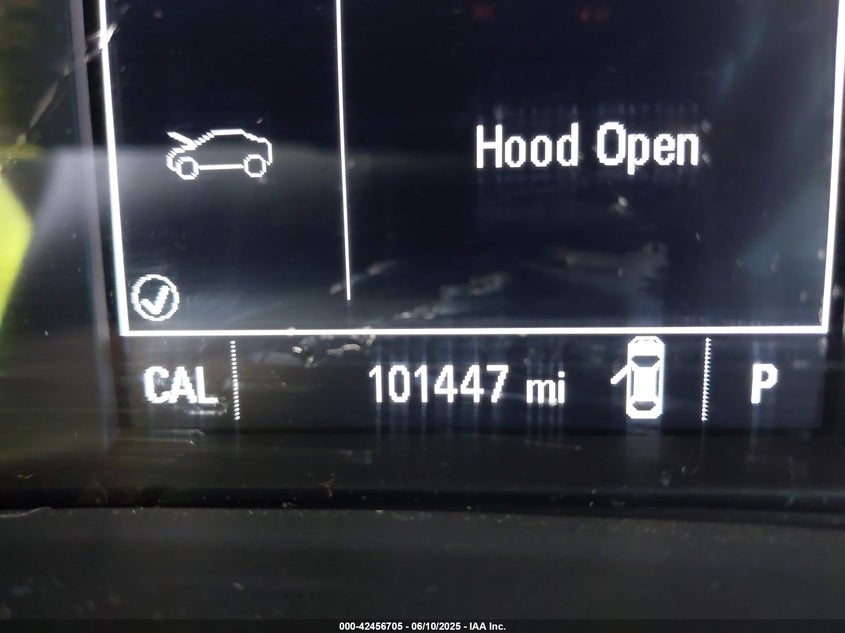 Hood Open
CAL 101447 mi P
000-42456705 - 06/10/2025 - IAA Inc.